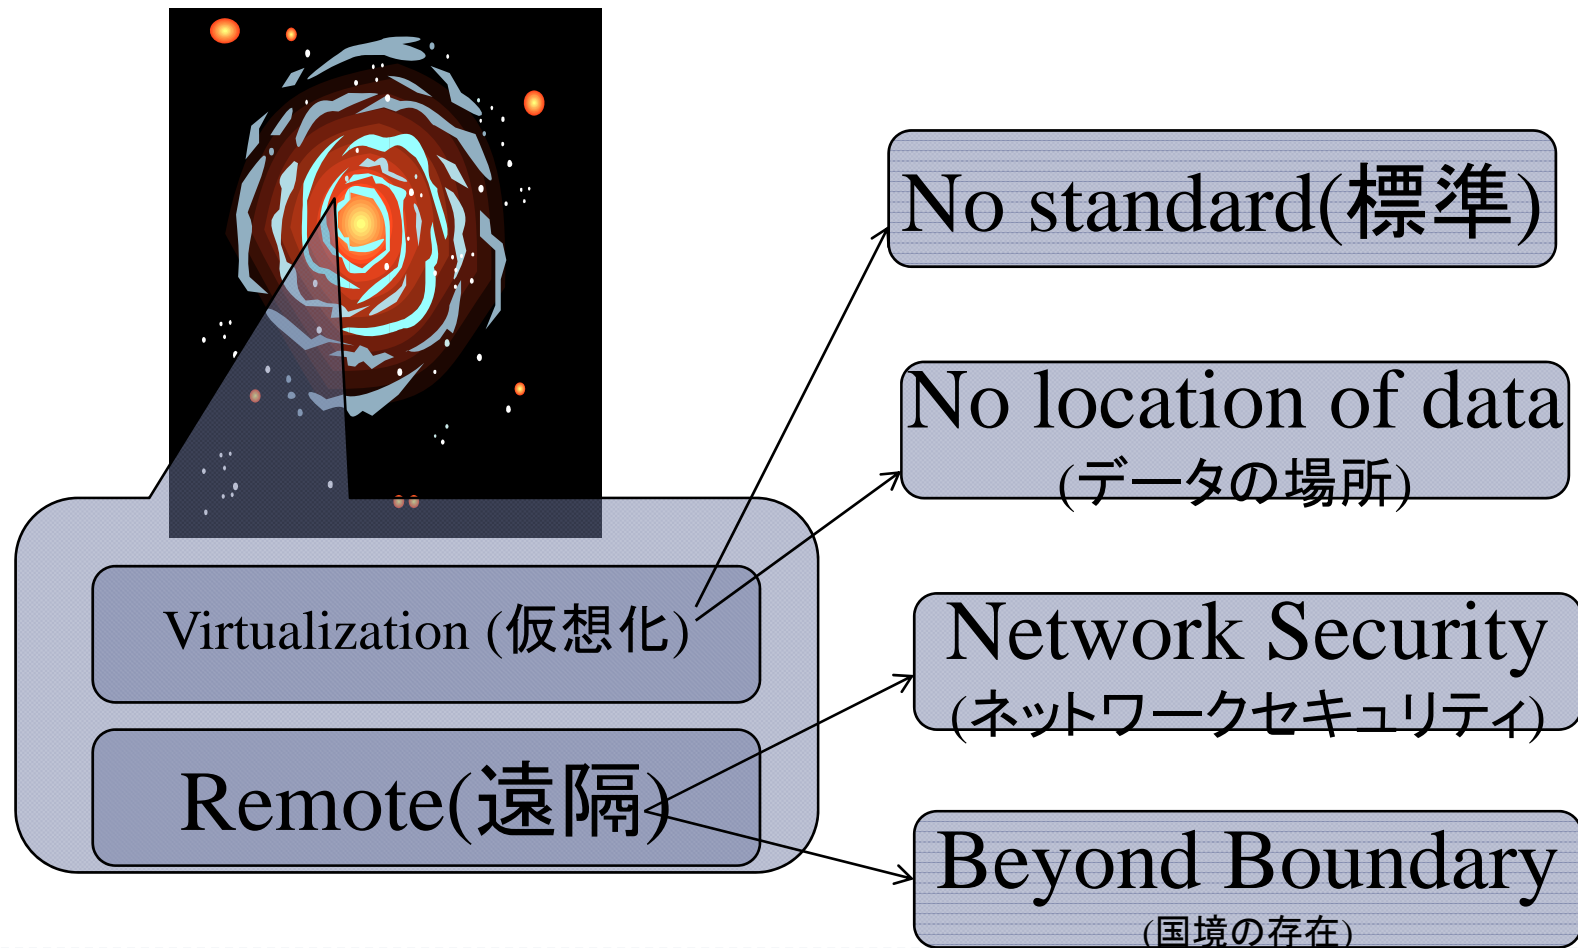 No standard(標準)
No location of data
(データの場所)
Virtualization (仮想化)
Network Security
(ネットワークセキュリティ)
Remote(遠隔)
Beyond Boundary
(国境の存在)